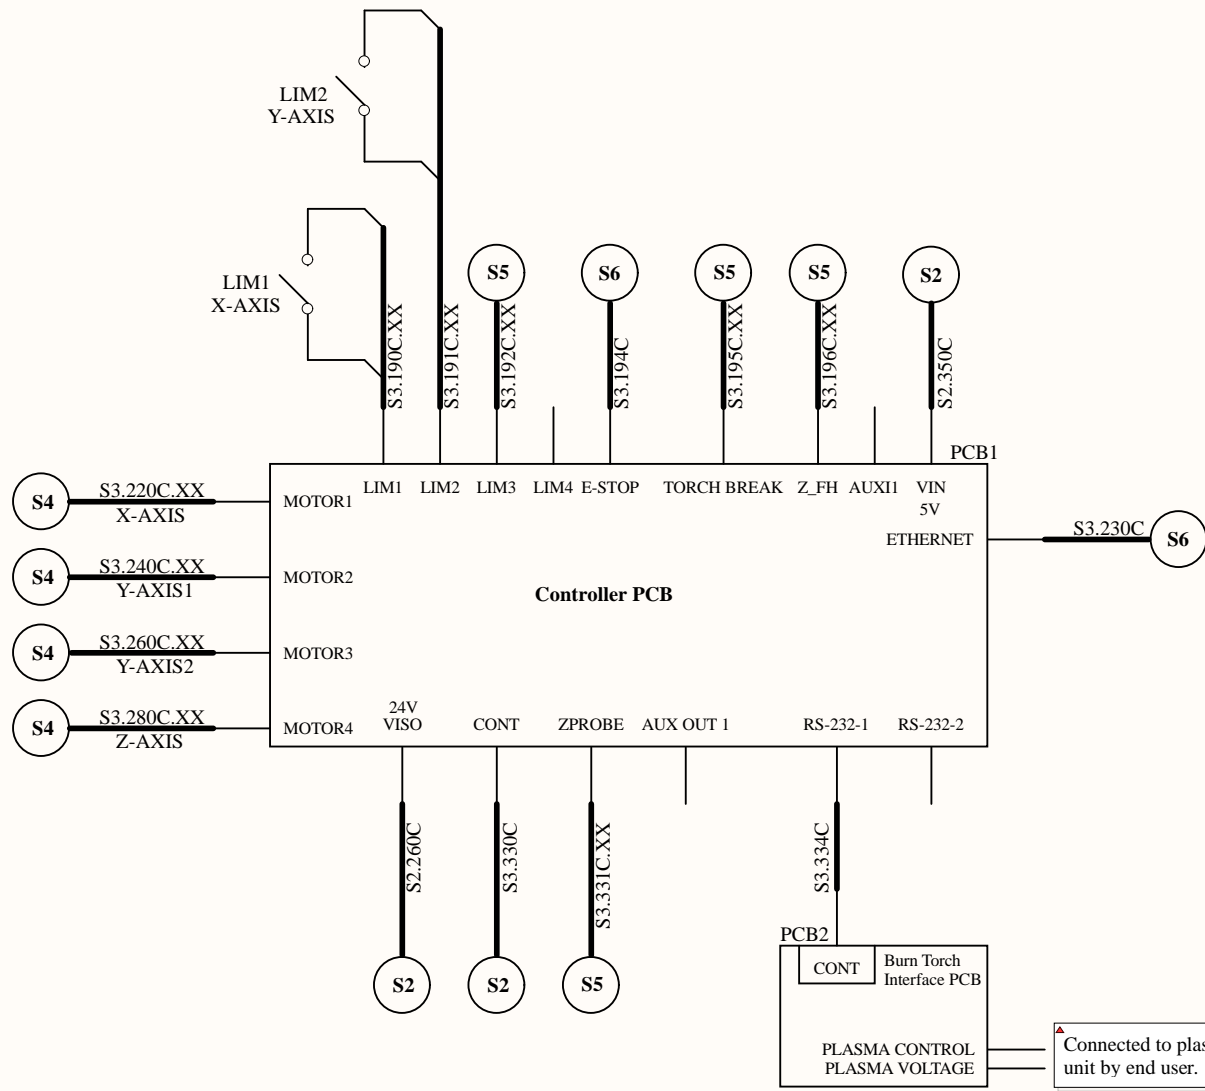 LIM2
Y-AXIS
LIM1
X-AXIS
S5
S6
S5
S5
S2
S3.190C.XX
S3.191C.XX
S3.192C.XX
S3.194C
S3.195C.XX
S3.196C.XX
S2.350C
PCB1
LIM1
LIM2
LIM3
LIM4
E-STOP
TORCH BREAK
Z_FH
AUXI1
VIN
5V
S4
S3.220C.XX
X-AXIS
MOTOR1
ETHERNET
S3.230C
S6
S4
S3.240C.XX
Y-AXIS1
MOTOR2
Controller PCB
S4
S3.260C.XX
Y-AXIS2
MOTOR3
S4
S3.280C.XX
Z-AXIS
MOTOR4
24V
VISO
CONT
ZPROBE
AUX OUT 1
RS-232-1
RS-232-2
S2.260C
S3.330C
S3.331C.XX
S3.334C
S2
S2
S5
PCB2
CONT
Burn Torch
Interface PCB
PLASMA CONTROL
PLASMA VOLTAGE
Connected to
unit by end user.